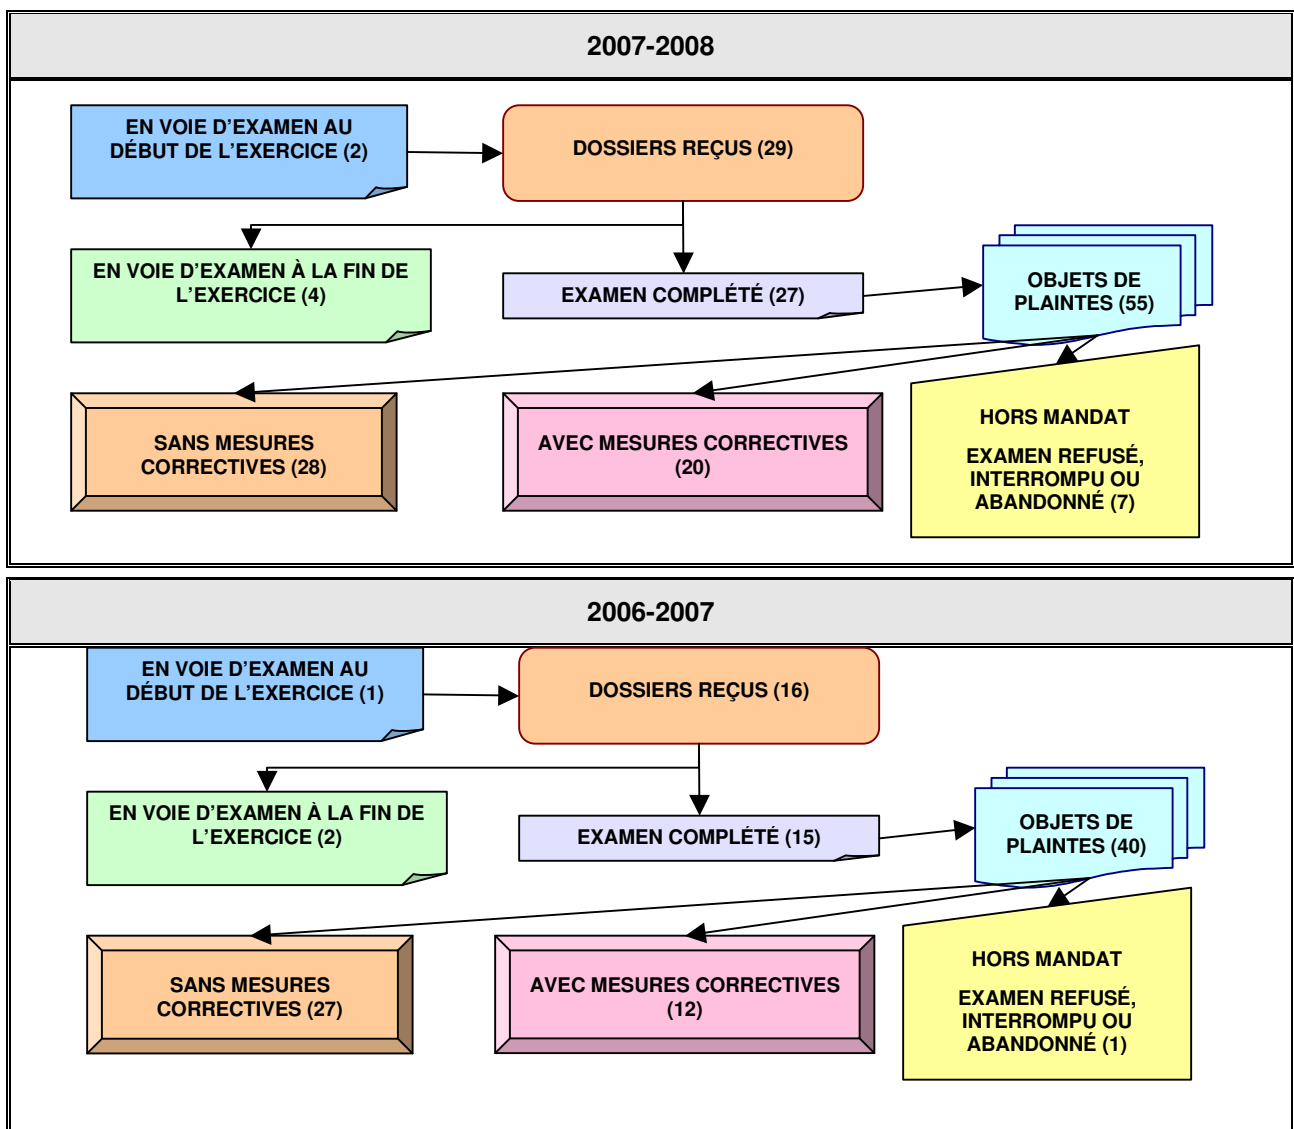 2007-2008
EN VOIE D'EXAMEN AU
DÉBUT DE L'EXERCICE (2)
DOSSIERS REÇUS (29)
EN VOIE D'EXAMEN À LA FIN DE
L'EXERCICE (4)
EXAMEN COMPLÉTÉ (27)
OBJETS DE
PLAINTES (55)
SANS MESURES
CORRECTIVES (28)
AVEC MESURES CORRECTIVES
(20)
HORS MANDAT
EXAMEN REFUSÉ,
INTERROMPU OU
ABANDONNÉ (7)
2006-2007
EN VOIE D'EXAMEN AU
DÉBUT DE L'EXERCICE (1)
DOSSIERS REÇUS (16)
EN VOIE D'EXAMEN À LA FIN DE
L'EXERCICE (2)
EXAMEN COMPLÉTÉ (15)
OBJETS DE
PLAINTES (40)
SANS MESURES
CORRECTIVES (27)
AVEC MESURES CORRECTIVES
(12)
HORS MANDAT
EXAMEN REFUSÉ,
INTERROMPU OU
ABANDONNÉ (1)